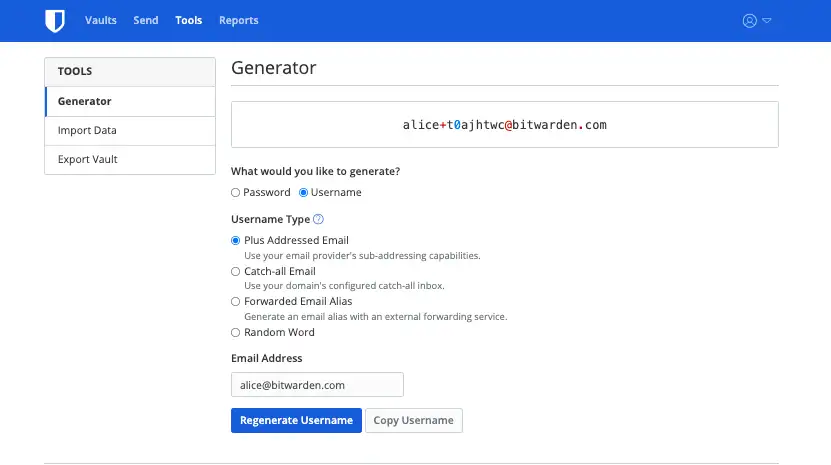 Vaults Send Tools Reports
TOOLS
Generator
Import Data
Export Vault
Generator
alice+t0ajhtwc@bitwarden.com
What would you like to generate?
Password Username
Username Type
Plus Addressed Email
Use your email provider's sub-addressing capabilities.
Catch-all Email
Use your domain's configured catch-all inbox.
Forwarded Email Alias
Generate an email alias with an external forwarding service.
Random Word
Email Address
alice@bitwarden.com
Regenerate Username Copy Username